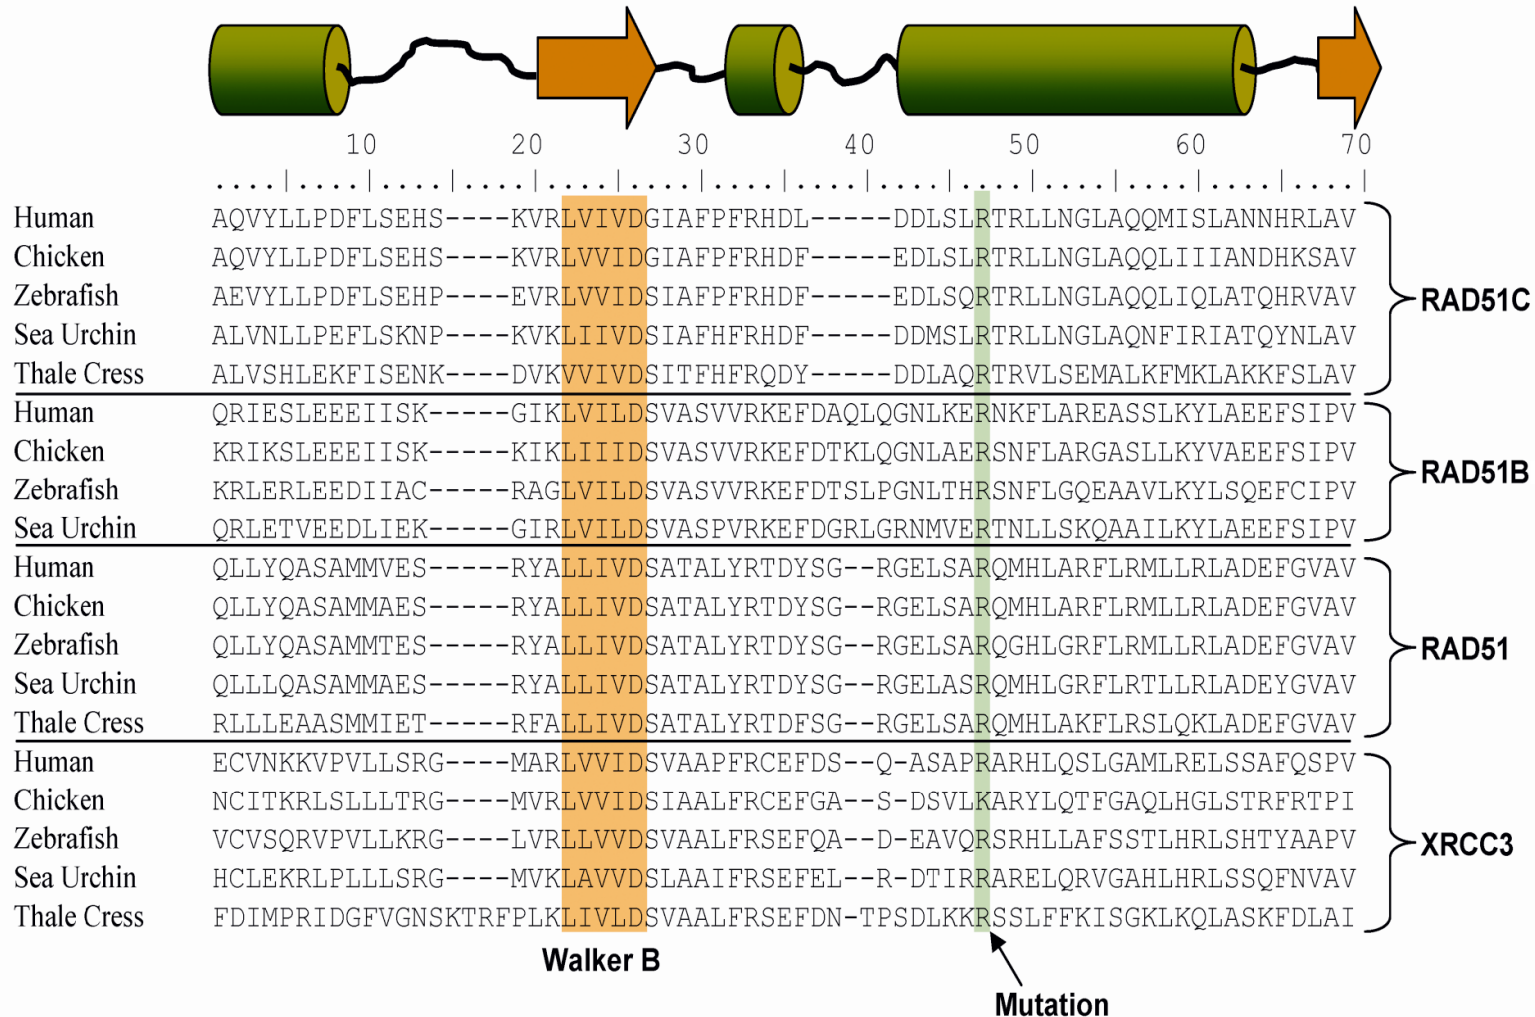 10 20 30 40 50 60 70
Human AQVYLLPDFLSEHS----KVRLVIVDGIAFPFRHDL-----DDLSLRTRLLNGLAQQMISLANNHRLAV
Chicken AQVYLLPDFLSEHS----KVRLVVIDGIAFPFRHDF-----EDLSLRTRLLNGLAQQLIIIANDHKSAV
Zebrafish AEVYLLPDFLSEHP----EVRLVVIDSIAFPFRHDF-----EDLSQRTRLLNGLAQQLIQLATQHRVAV
Sea Urchin ALVNLLPEFLSKNP----KVKLIIVDSIAFHFRHDF-----DDMSLRTRLLNGLAQNFIRIATQYNLAV
Thale Cress ALVSHLEKFISENK----DVKVVIVDSITFHFRQDY-----DDLAQRTRVLSEMALKFMKLAKKFSLAV
RAD51C
Human QRIESLEEEIISK-----GIKLVILDSVASVVRKEFDAQLQGNLKERNKFLAREASSLKYLAEEFSIPV
Chicken KRIKSLEEEIISK-----KIKLIIIDSVASVVRKEFDTKLQGNLAERSNFLARGASLLKYVAEEFSIPV
Zebrafish KRLERLEEDIIAC-----RAGLVILDSVASVVRKEFDTSLPGNLTHRSNFLGQEAAVLKYLSQEFCIPV
Sea Urchin QRLETVEEDLIEK-----GIRLVILDSVASPVRKEFDGRLGRNMVERTNLLSKQAAILKYLAEEFSIPV
RAD51B
Human QLLYQASAMMVES-----RYALLIVDSATALYRTDYSG--RGELSARQMHLARFLRMLLRLADEFGVAV
Chicken QLLYQASAMMAES-----RYALLIVDSATALYRTDYSG--RGELSARQMHLARFLRMLLRLADEFGVAV
Zebrafish QLLYQASAMMTES-----RYALLIVDSATALYRTDYSG--RGELSARQGHLGRFLRMLLRLADEFGVAV
Sea Urchin QLLLQASAMMAES-----RYALLIVDSATALYRTDYSG--RGELASRQMHLGRFLRTLLRLADEYGVAV
Thale Cress RLLLEAASMMIET-----RFALLIVDSATALYRTDFSG--RGELSARQMHLAKFLRSLQKLADEFGVAV
RAD51
Human ECVNKKVPVLLSRG----MARLVVIDSVAAPFRCEFDS--Q-ASAPRARHLQSLGAMLRELSSAFQSPV
Chicken NCITKRLSLLLTRG----MVRLVVIDSIAALFRCEFGA--S-DSVLKARYLQTFGAQLHGLSTRFRTPI
Zebrafish VCVSQRVPVLLKRG----LVRLLVVDSVAALFRSEFQA--D-EAVQRSRHLLAFSSTLHRLSHTYAAPV
Sea Urchin HCLEKRLPLLLSRG----MVKLAVVDSLAAIFRSEFEL--R-DTIRRARELQRVGAHLHRLSSQFNVAV
Thale Cress FDIMPRIDGFVGNSKTRFPLKLIVLDSVAALFRSEFDN-TPSDLKKRSSLFFKISGKLKQLASKFDLAI
XRCC3
Walker B
Mutation